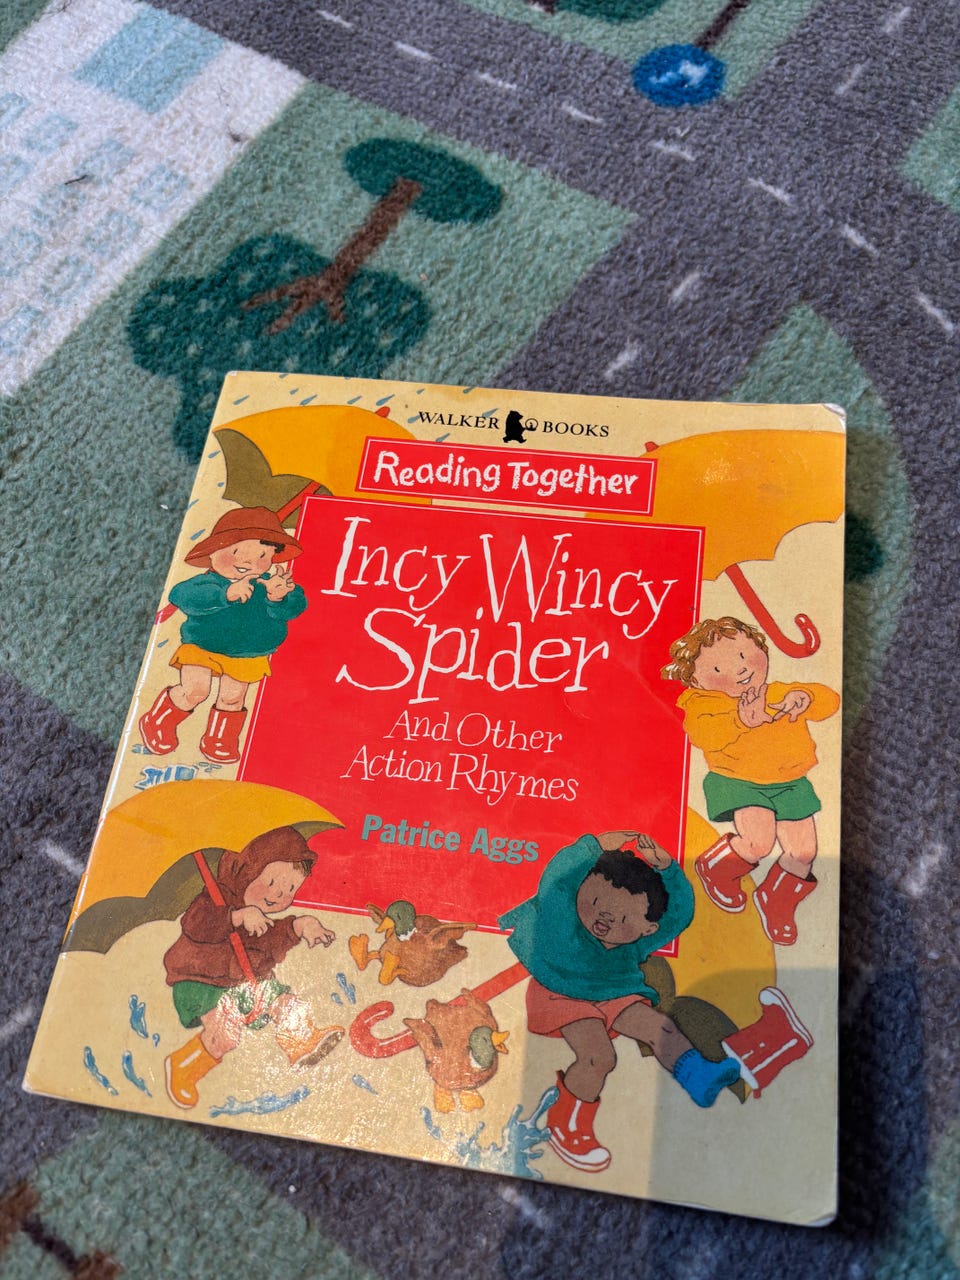 WALKER BOOKS
Reading Together
Incy Wincy
Spider
And Other
Action Rhymes
Patrice Aggs